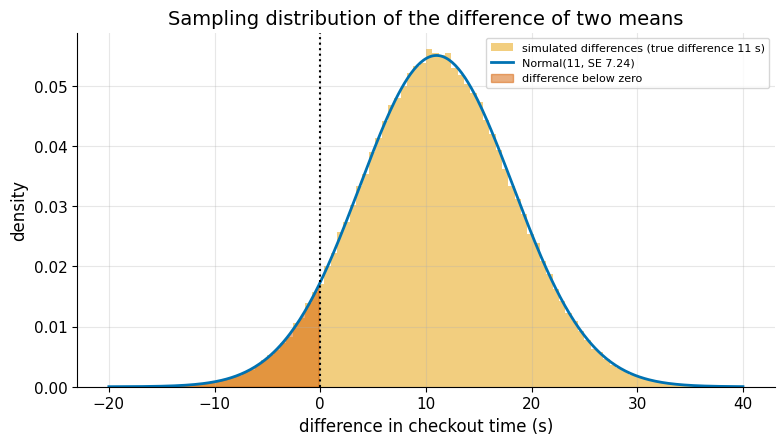 Sampling distribution of the difference of two means
simulated differences (true difference 11 s)
Normal(11, SE 7.24)
difference below zero
density
0.05
0.04
0.03
0.02
0.01
0.00
−20 −10 0 10 20 30 40
difference in checkout time (s)